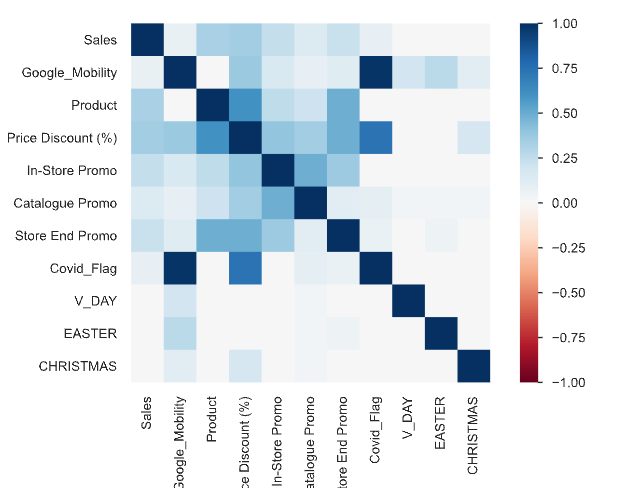 Sales
Google_Mobility
Product
Price Discount (%)
In-Store Promo
Catalogue Promo
Store End Promo
Covid_Flag
V_DAY
EASTER
CHRISTMAS
1.00
0.75
0.50
0.25
0.00
−0.25
−0.50
−0.75
−1.00
Sales
Google_Mobility
Product
ce Discount (%)
In-Store Promo
atalogue Promo
tore End Promo
Covid_Flag
V_DAY
EASTER
CHRISTMAS